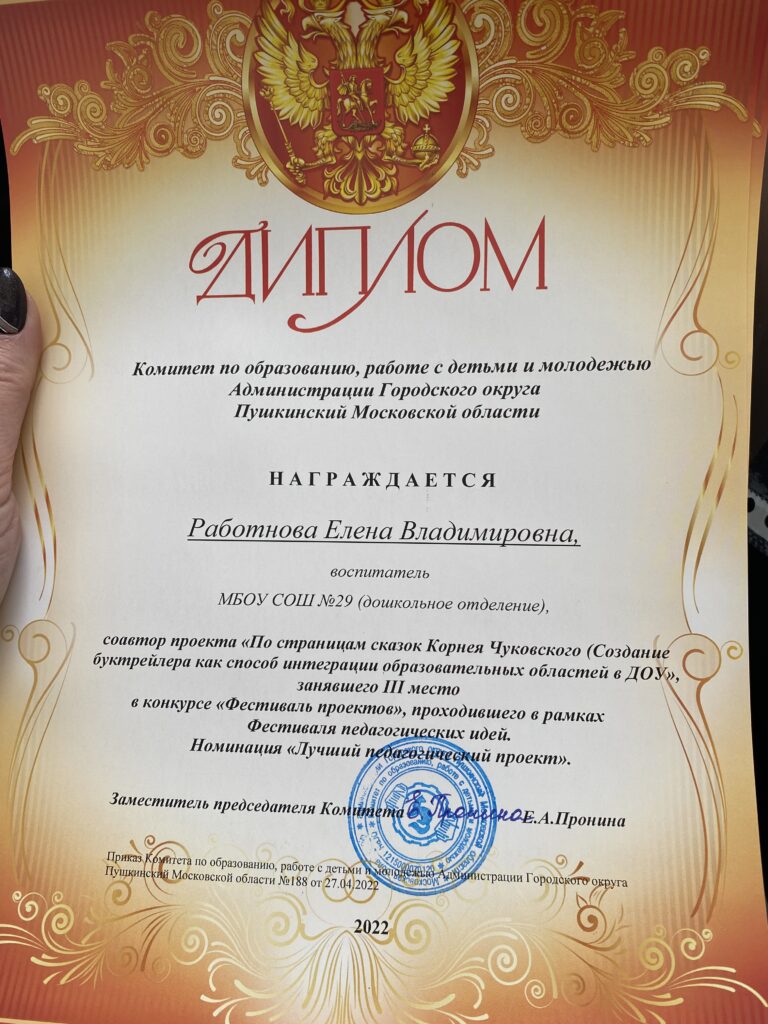 ДИПЛОМ
Комитет по образованию, работе с детьми и молодежью
Администрации Городского округа
Пушкинский Московской области
НАГРАЖДАЕТСЯ
Работнова Елена Владимировна,
воспитатель
МБОУ СОШ №29 (дошкольное отделение),
соавтор проекта «По страницам сказок Корнея Чуковского (Создание
буктрейлера как способ интеграции образовательных областей в ДОУ»,
занявшего III место
в конкурсе «Фестиваль проектов», проходившего в рамках
Фестиваля педагогических идей.
Номинация «Лучший педагогический проект».
Заместитель председателя Комитета Е.А.Пронина
Приказ Комитета по образованию, работе с детьми и молодежью Администрации Городского округа
Пушкинский Московской области №188 от 27.04.2022
2022